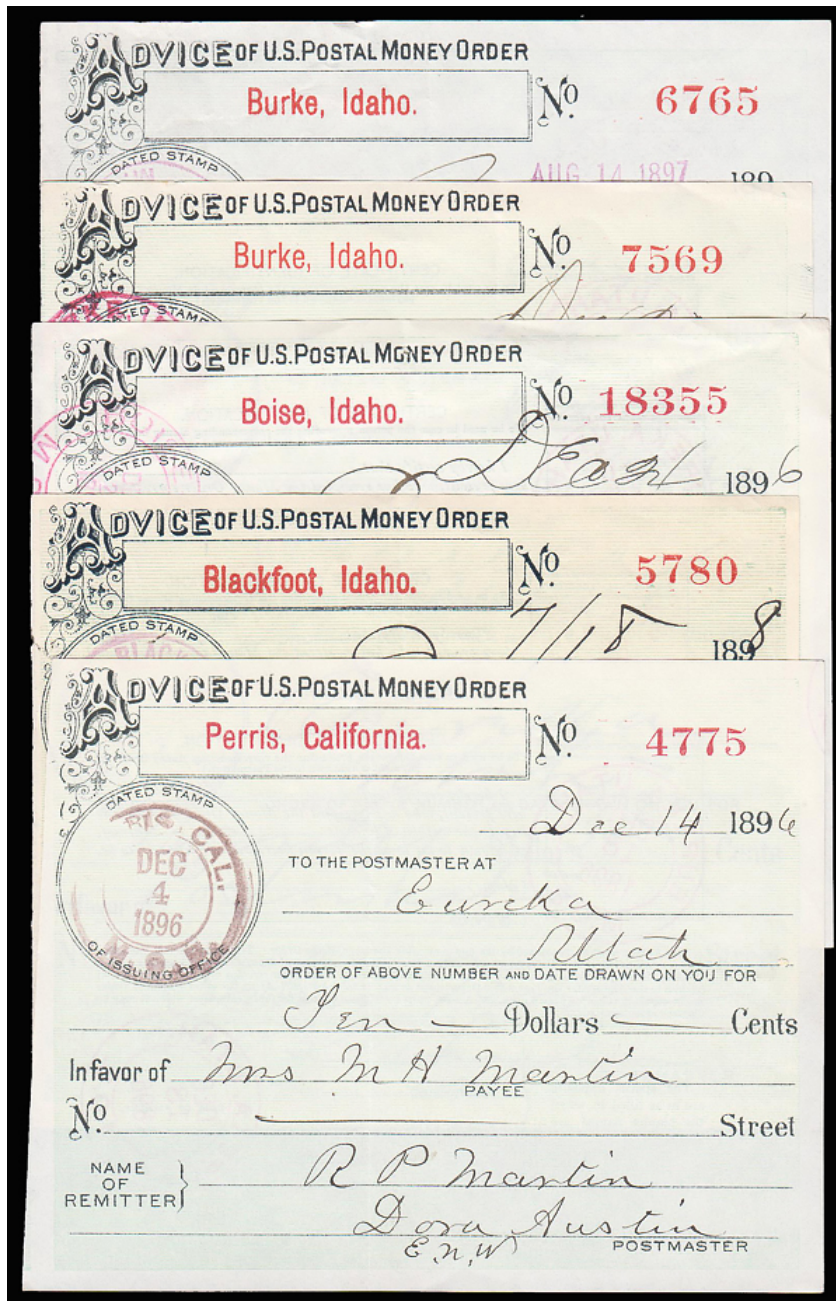 ADVICE OF U.S. POSTAL MONEY ORDER
Burke, Idaho. No. 6765
DATED STAMP
AUG 14 1897 189
ADVICE OF U.S. POSTAL MONEY ORDER
Burke, Idaho. No. 7569
DATED STAMP
ADVICE OF U.S. POSTAL MONEY ORDER
Boise, Idaho. No. 18355
DATED STAMP
1896
ADVICE OF U.S. POSTAL MONEY ORDER
Blackfoot, Idaho. No. 5780
7/18 1898
DATED STAMP
BLACK
ADVICE OF U.S. POSTAL MONEY ORDER
Perris, California. No. 4775
DATED STAMP
RIS, CAL.
DEC
4
1896
M.O.B.
OF ISSUING OFFICE
Dec 14 1896
TO THE POSTMASTER AT
Eureka
Utah
ORDER OF ABOVE NUMBER AND DATE DRAWN ON YOU FOR
Ten — Dollars — Cents
In favor of Mrs M H Martin
PAYEE
No. Street
NAME OF REMITTER} R P Martin
Dora Austin
E.N.W POSTMASTER